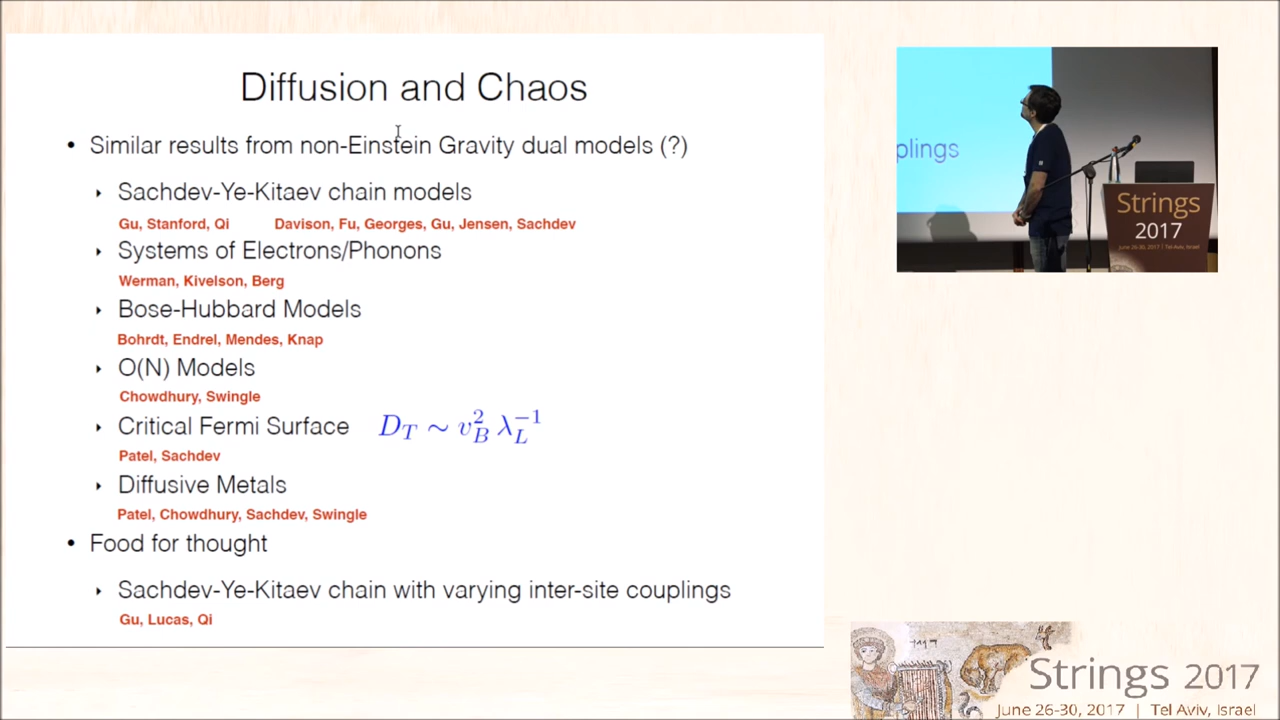 Diffusion and Chaos
• Similar results from non-Einstein Gravity dual models (?)
‣ Sachdev-Ye-Kitaev chain models
Gu, Stanford, Qi Davison, Fu, Georges, Gu, Jensen, Sachdev
‣ Systems of Electrons/Phonons
Werman, Kivelson, Berg
‣ Bose-Hubbard Models
Bohrdt, Endrel, Mendes, Knap
‣ O(N) Models
Chowdhury, Swingle
‣ Critical Fermi Surface $D_T \sim v_B^2 \, \lambda_L^{-1}$
Patel, Sachdev
‣ Diffusive Metals
Patel, Chowdhury, Sachdev, Swingle
• Food for thought
‣ Sachdev-Ye-Kitaev chain with varying inter-site couplings
Gu, Lucas, Qi
plings
Strings
2017
June 26-30, 2017 | Tel Aviv, Israel
Strings 2017
June 26-30, 2017 | Tel Aviv, Israel